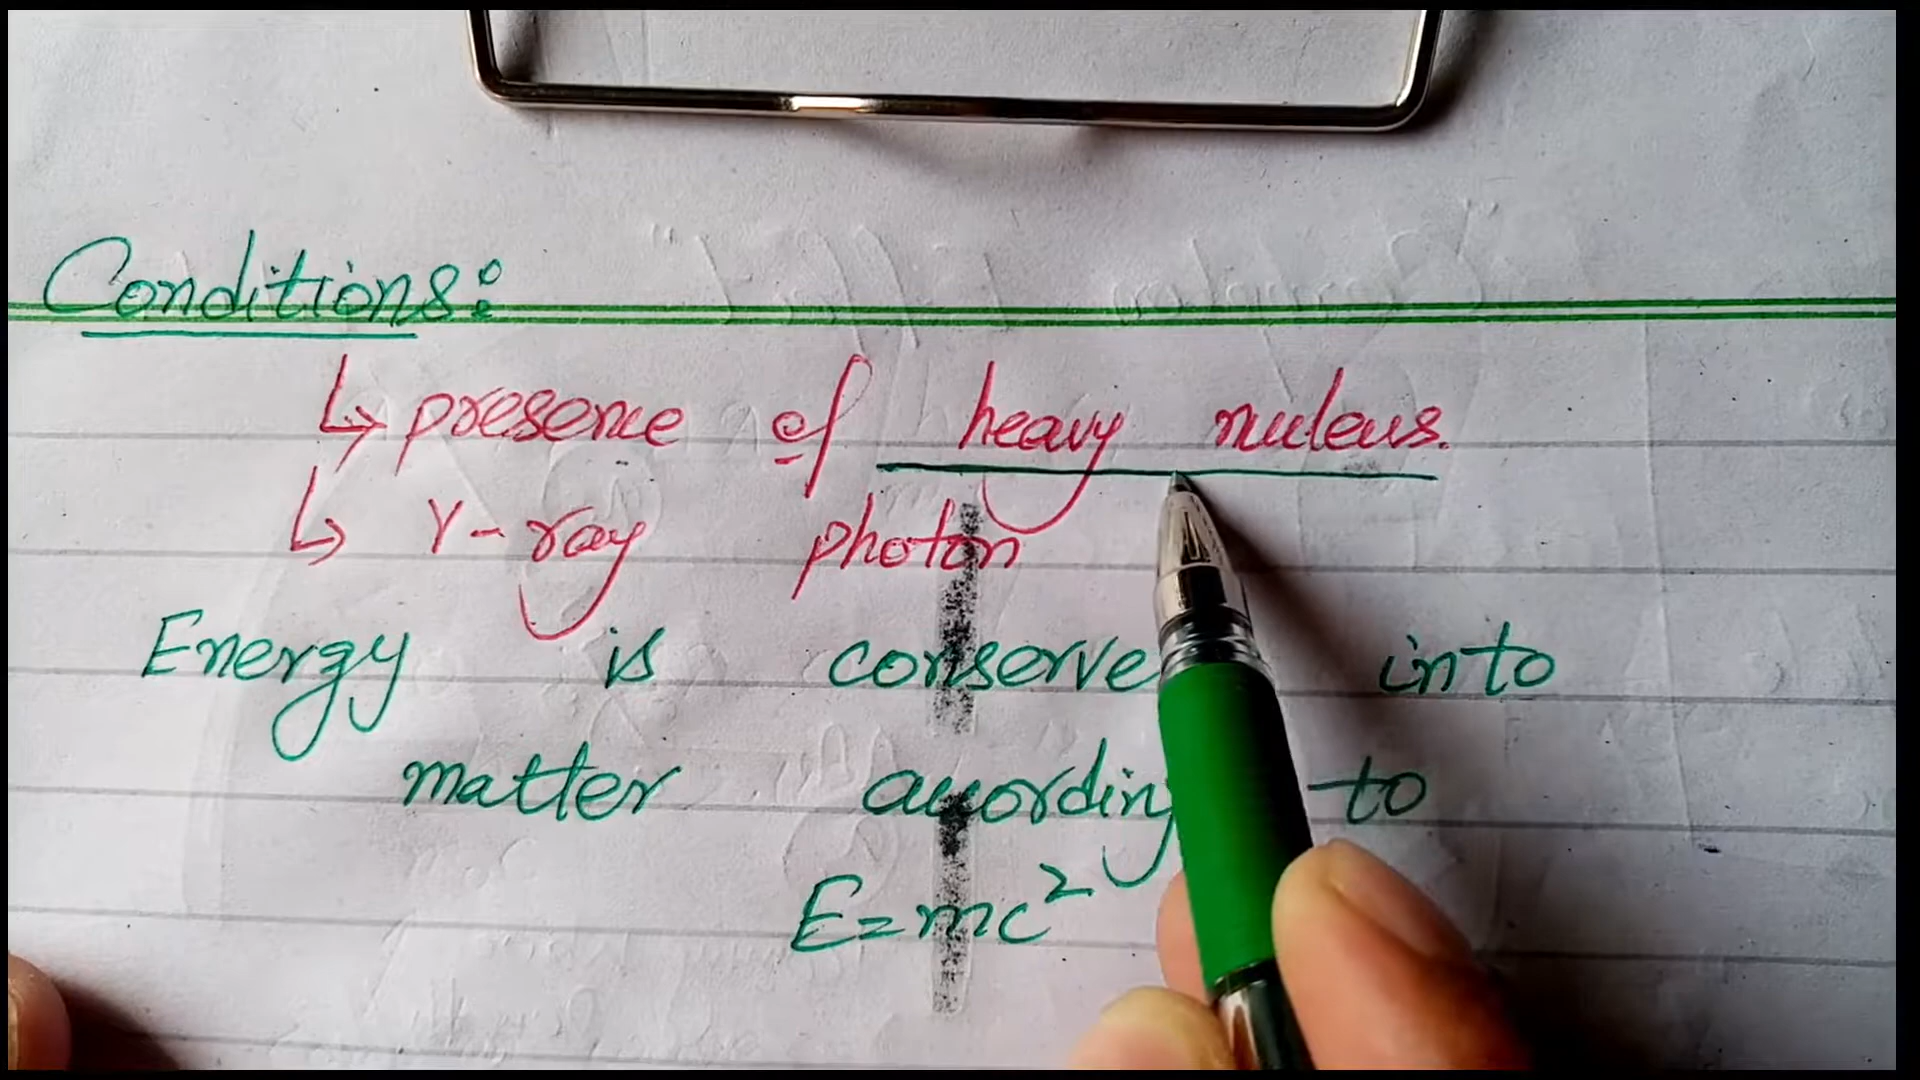 Conditions:
↳ presence of heavy nucleus.
↳ γ-ray photon
Energy is conserve into
matter according to
E=mc²